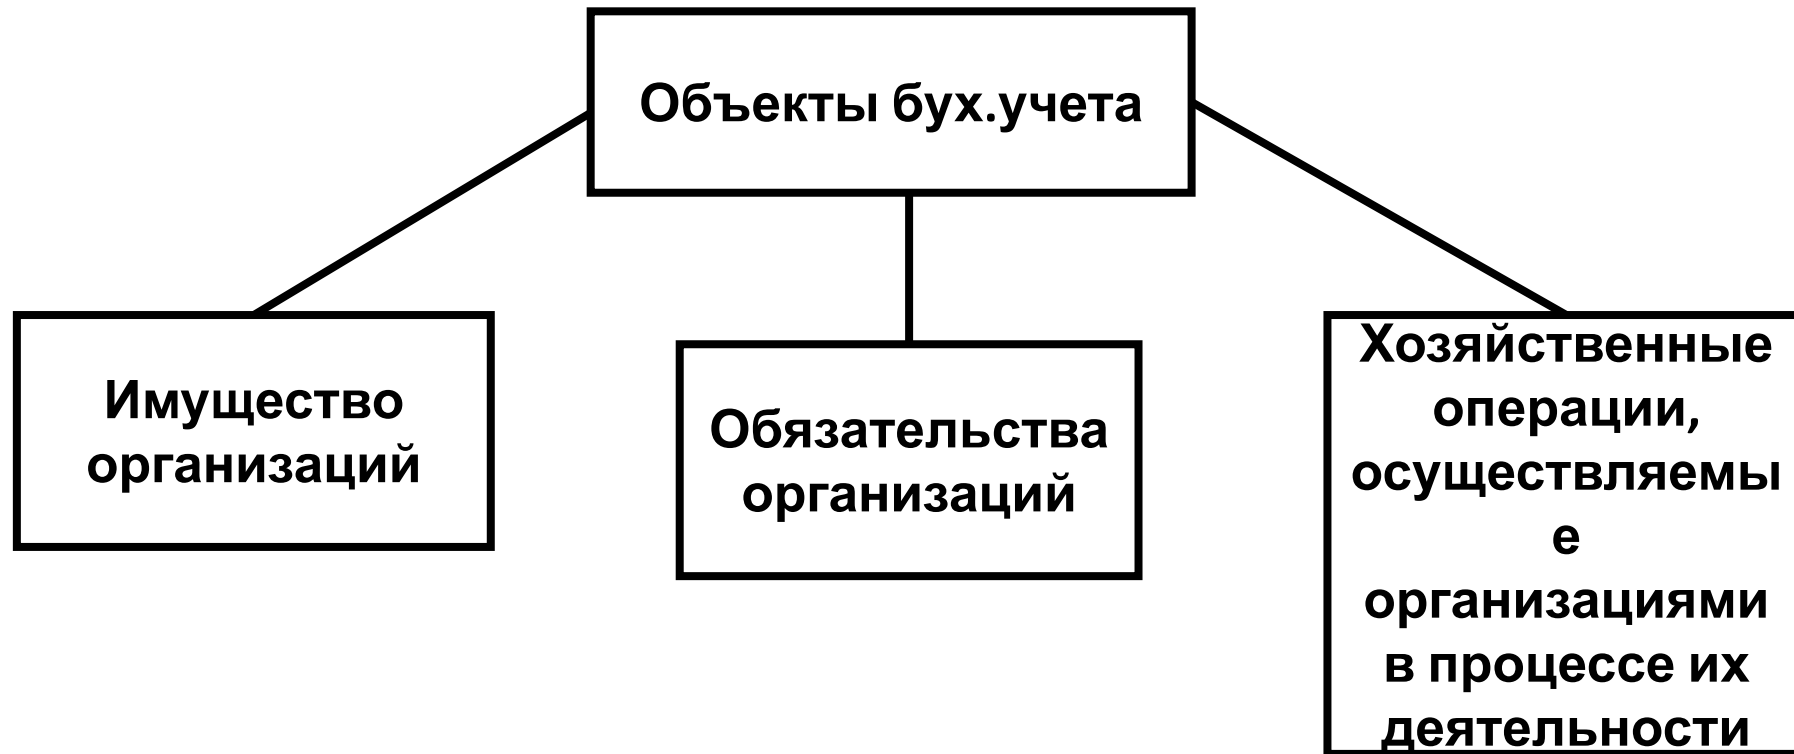 Объекты бух.учета
Имущество
организаций
Обязательства
организаций
Хозяйственные
операции,
осуществляемы
е
организациями
в процессе их
деятельности